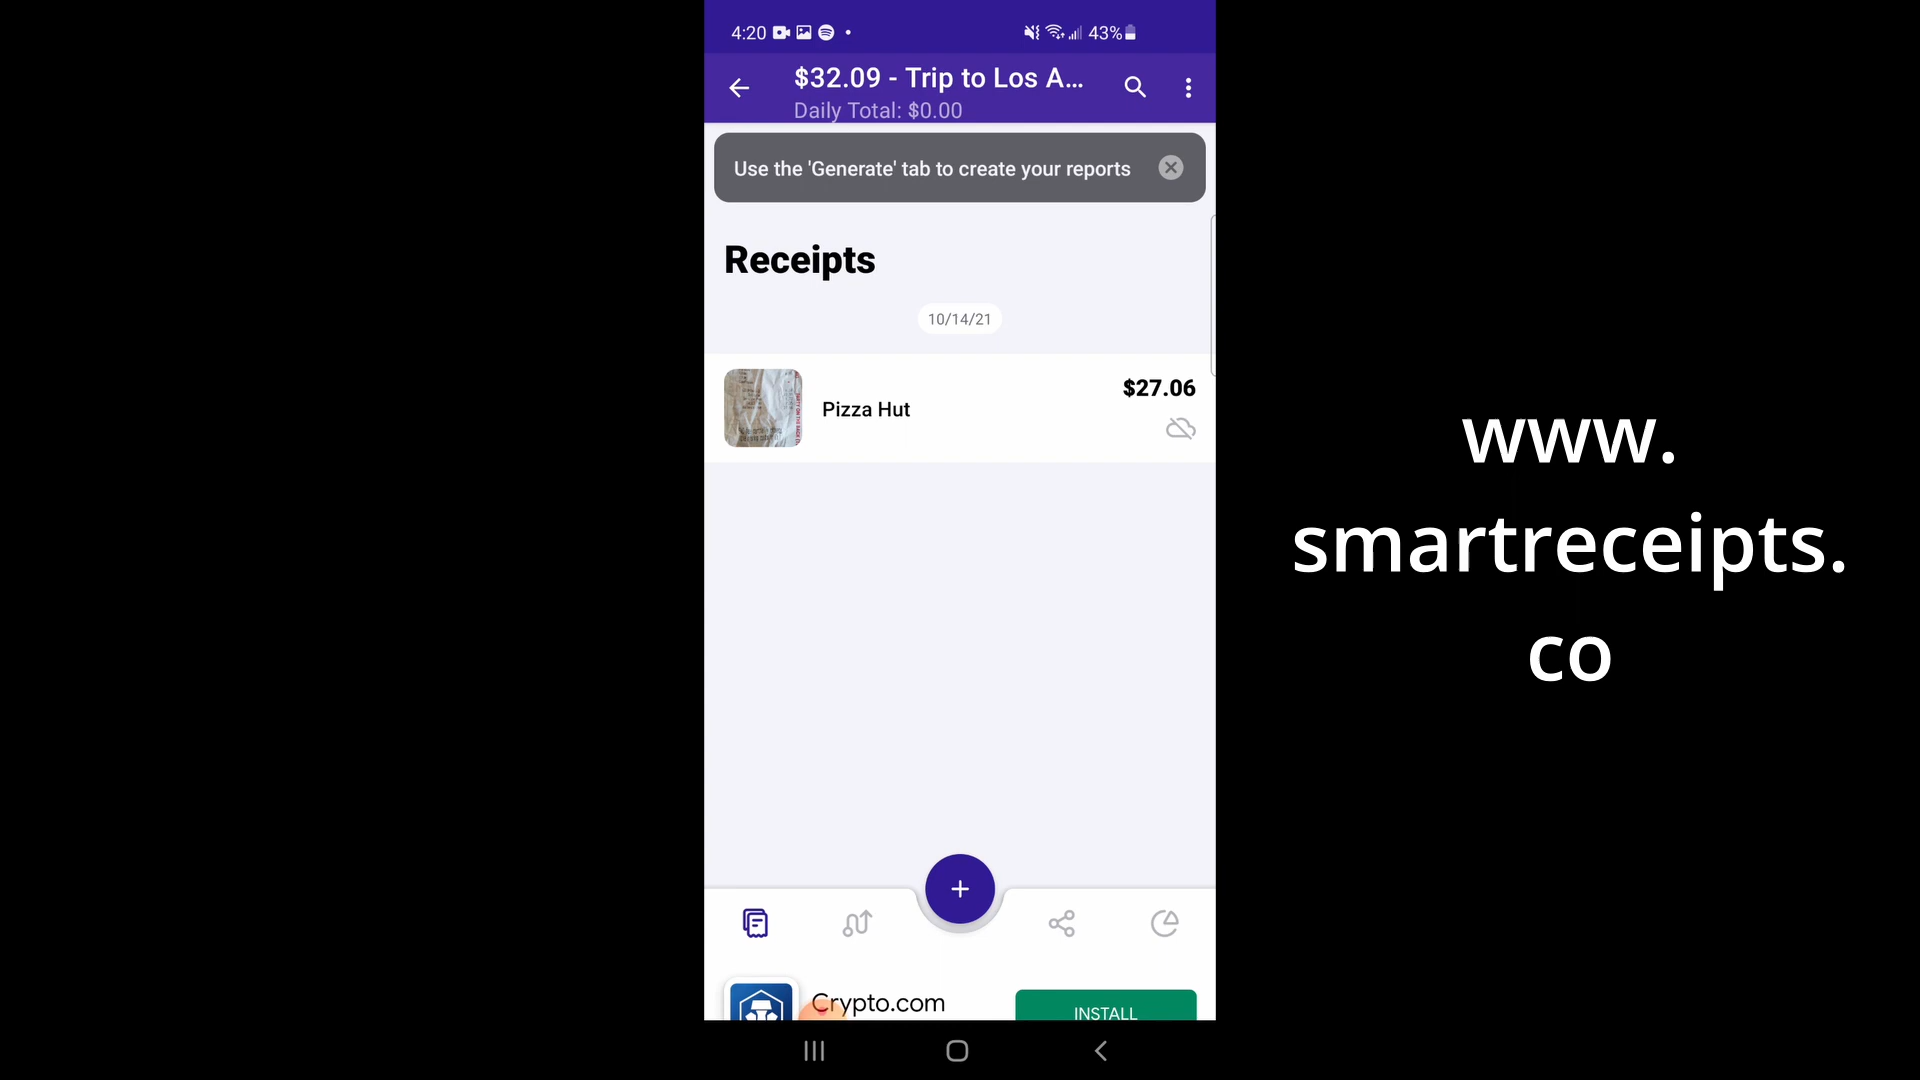 4:20
43%
$32.09 - Trip to Los A...
Daily Total: $0.00
Use the 'Generate' tab to create your reports
Receipts
10/14/21
$27.06
Pizza Hut
www.
smartreceipts.
co
Crypto.com
INSTALL